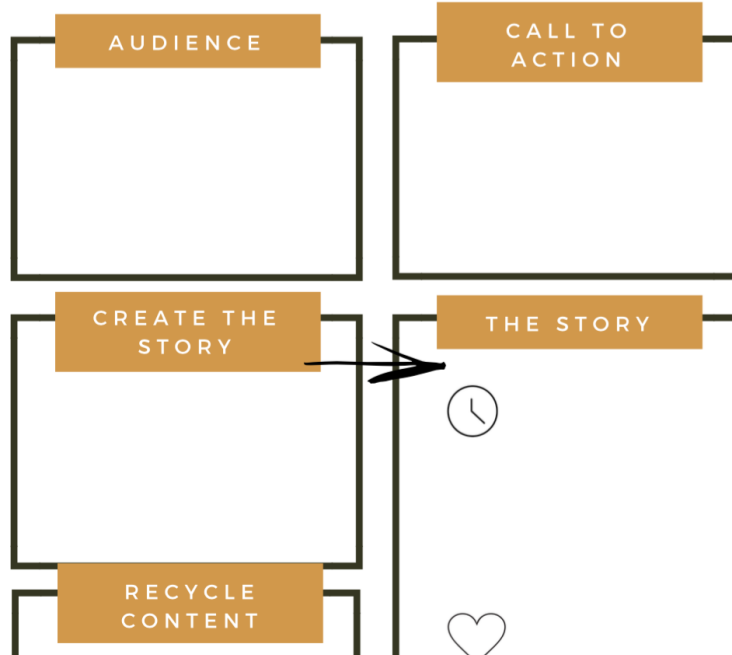 AUDIENCE
CALL TO
ACTION
CREATE THE
STORY
THE STORY
RECYCLE
CONTENT